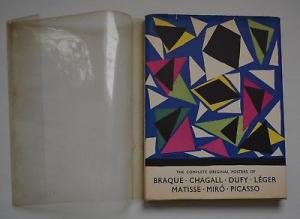 THE COMPLETE ORIGINAL POSTERS OF
BRAQUE · CHAGALL · DUFY · LÉGER
MATISSE · MIRÓ · PICASSO